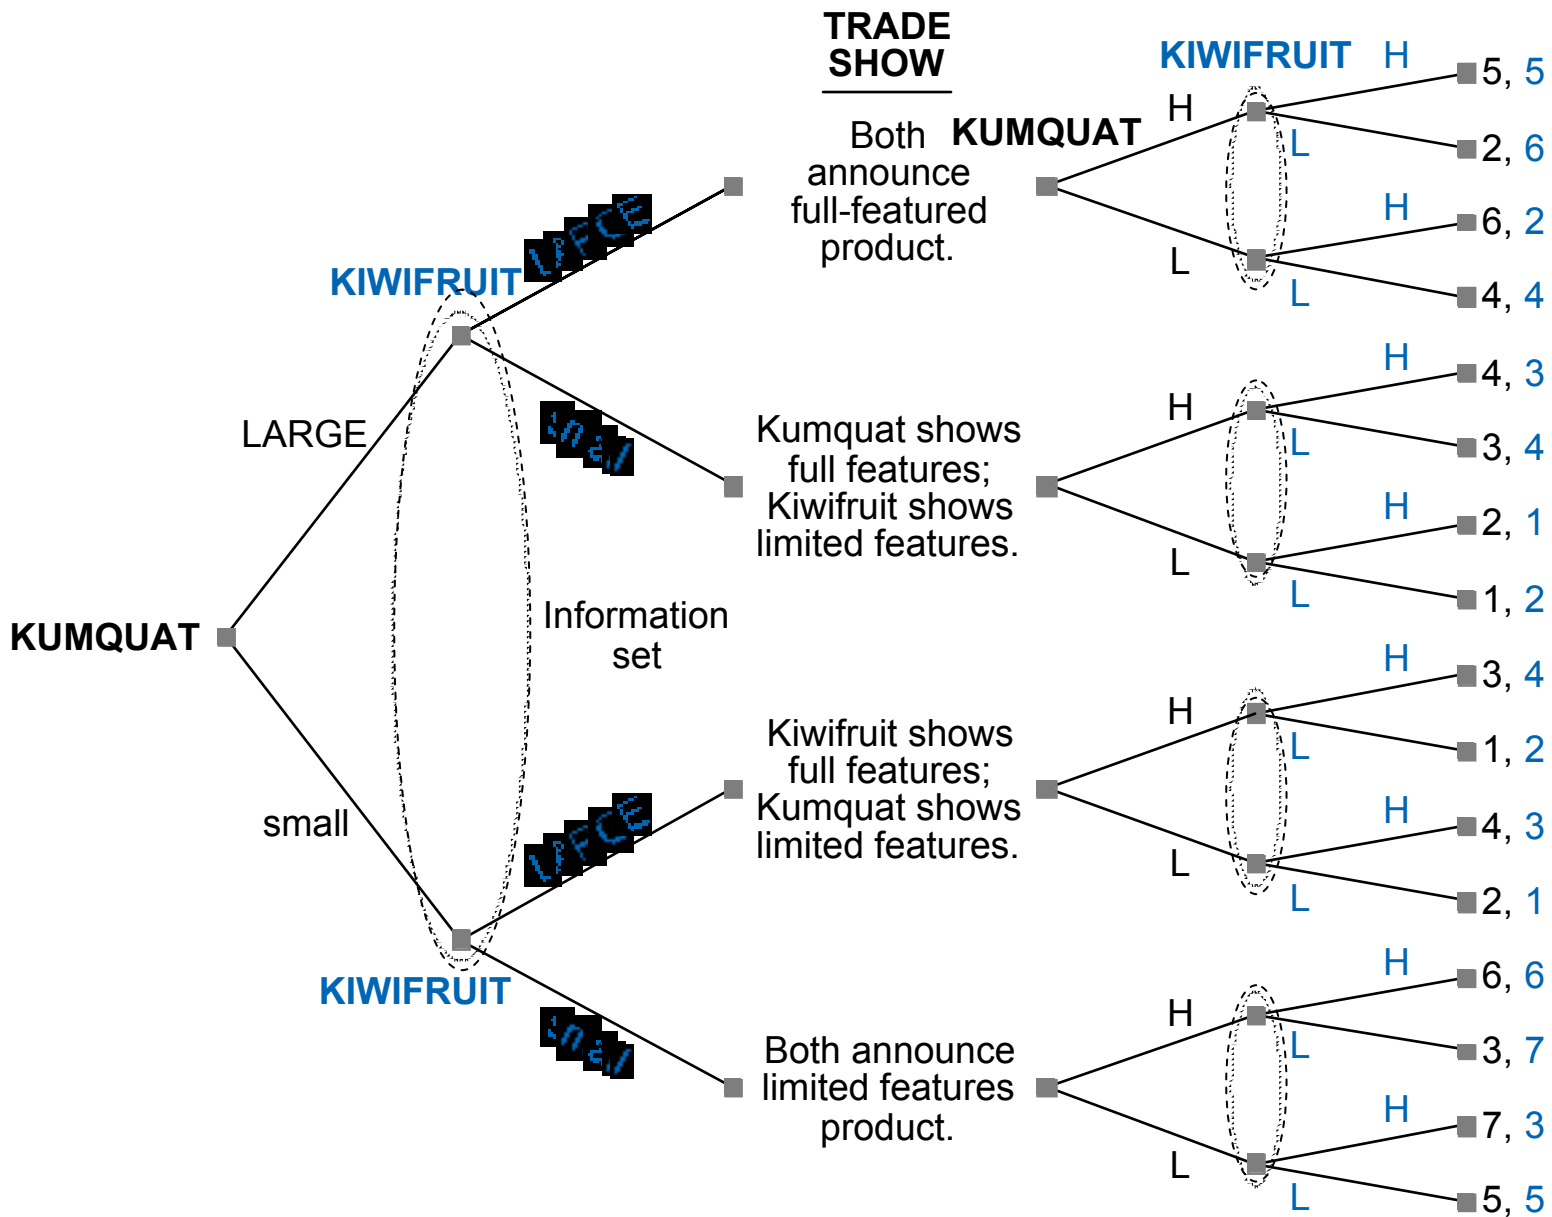 TRADE
SHOW
KIWIFRUIT
H
5, 5
H
KUMQUAT
Both
announce
full-featured
product.
L
2, 6
H
6, 2
L
L
4, 4
KIWIFRUIT
LARGE
H
4, 3
H
Kumquat shows
full features;
Kiwifruit shows
limited features.
L
3, 4
H
2, 1
L
L
1, 2
KUMQUAT
Information
set
H
3, 4
H
Kiwifruit shows
full features;
Kumquat shows
limited features.
L
1, 2
small
H
4, 3
L
L
2, 1
KIWIFRUIT
H
6, 6
H
Both announce
limited features
product.
L
3, 7
H
7, 3
L
L
5, 5